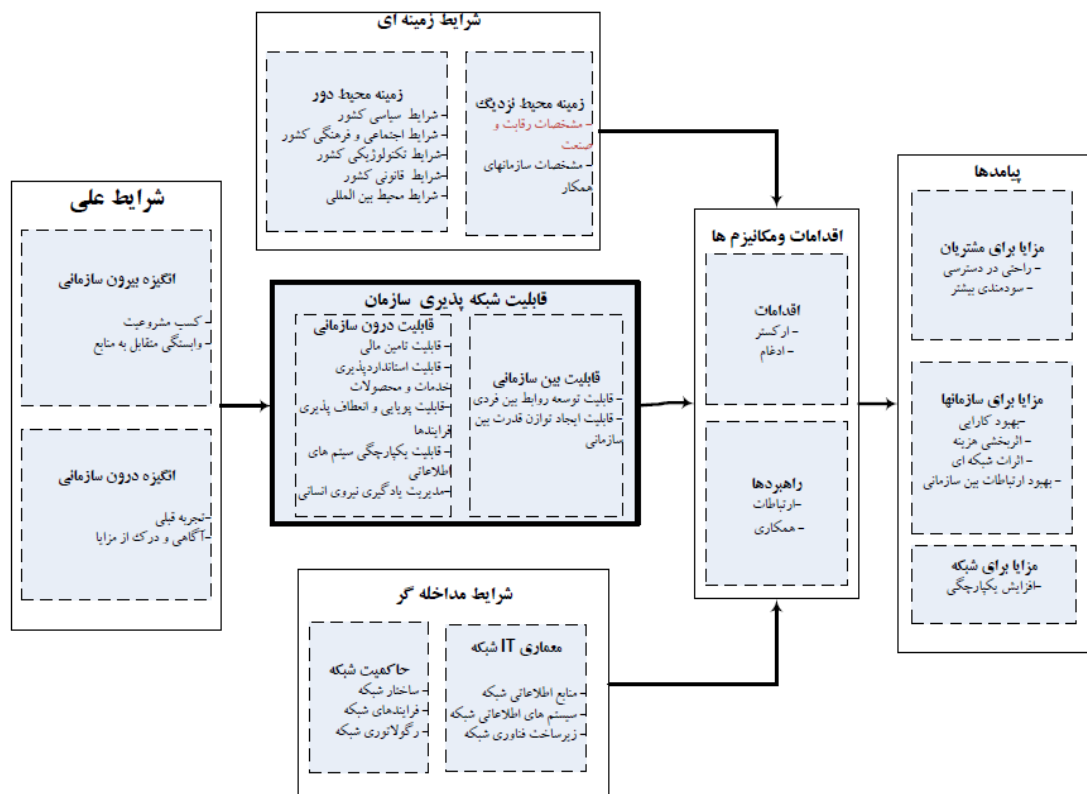 شرایط زمینه ای
زمینه محیط نزدیک
- مشخصات رقابت و
صنعت
- مشخصات سازمانهای
همکار
زمینه محیط دور
- شرایط سیاسی کشور
- شرایط اجتماعی و فرهنگی کشور
-شرایط تکنولوژیکی کشور
-شرایط قانونی کشور
- شرایط محیط بین المللی
شرایط علی
انگیزه بیرون سازمانی
-کسب مشروعیت
-وابستگی متقابل به منابع
انگیزه درون سازمانی
-تجربه قبلی
-آگاهی و درک از مزایا
قابلیت شبکه پذیری سازمان
قابلیت درون سازمانی
-قابلیت تامین مالی
-قابلیت استانداردپذیری
خدمات و محصولات
-قابلیت پویایی و انعطاف پذیری
فرایندها
-قابلیت یکپارچگی سیتم های
اطلاعاتی
-مدیریت یادگیری نیروی انسانی
قابلیت بین سازمانی
- قابلیت توسعه روابط بین فردی
- قابلیت ایجاد توازن قدرت بین
سازمانی
شرایط مداخله گر
معماری IT شبکه
- منابع اطلاعاتی شبکه
- سیستم های اطلاعاتی شبکه
- زیرساخت فناوری شبکه
حاکمیت شبکه
-ساختار شبکه
-فرایندهای شبکه
-رگولاتوری شبکه
اقدامات ومکانیزم ها
اقدامات
- ارکستر
- ادغام
راهبردها
-ارتباطات
- همکاری
پیامدها
مزایا برای مشتریان
- راحتی در دسترسی
- سودمندی بیشتر
مزایا برای سازمانها
-بهبود کارایی
- اثربخشی هزینه
- اثرات شبکه ای
- بهبود ارتباطات بین سازمانی
مزایا برای شبکه
-افزایش یکپارچگی